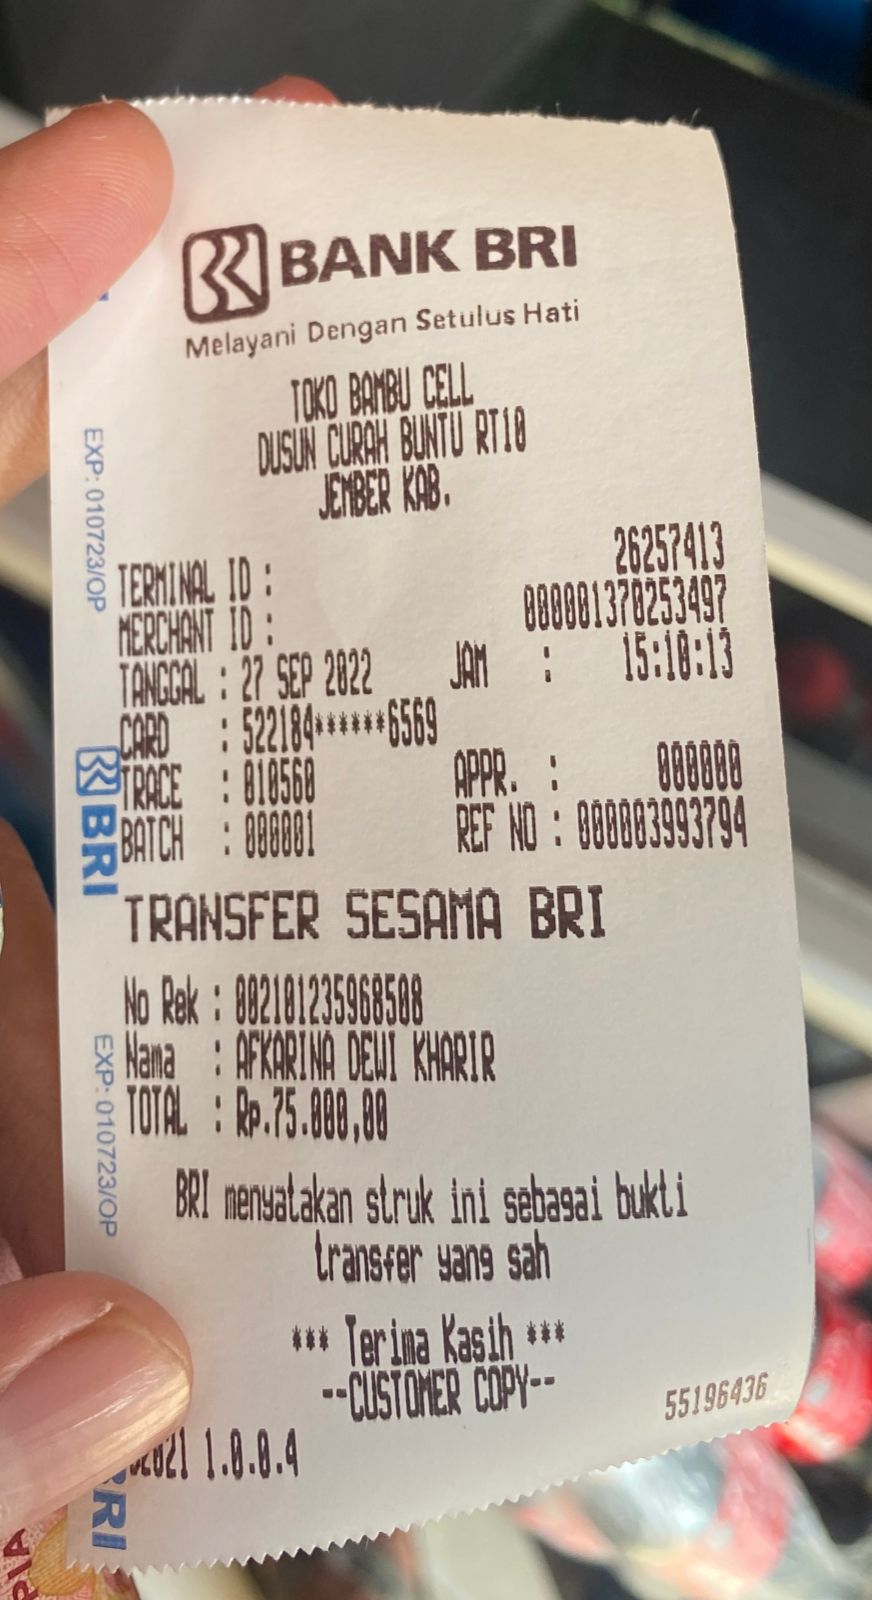 BANK BRI
Melayani Dengan Setulus Hati
TOKO BAMBU CELL
DUSUN CURAH BUNTU RT10
JEMBER KAB.
TERMINAL ID : 26257413
MERCHANT ID : 000001370253497
TANGGAL : 27 SEP 2022 JAM : 15:10:13
CARD : 522184******6569
TRACE : 010560 APPR. : 000000
BATCH : 000001 REF NO : 000003993794
TRANSFER SESAMA BRI
No Rek : 002101235968508
Nama : AFKARINA DEWI KHARIR
TOTAL : Rp.75.000,00
BRI menyatakan struk ini sebagai bukti
transfer yang sah
*** Terima Kasih ***
--CUSTOMER COPY--
55196436
1.0.0.4
EXP: 010723/OP
BRI
EXP: 010723/OP
BRI